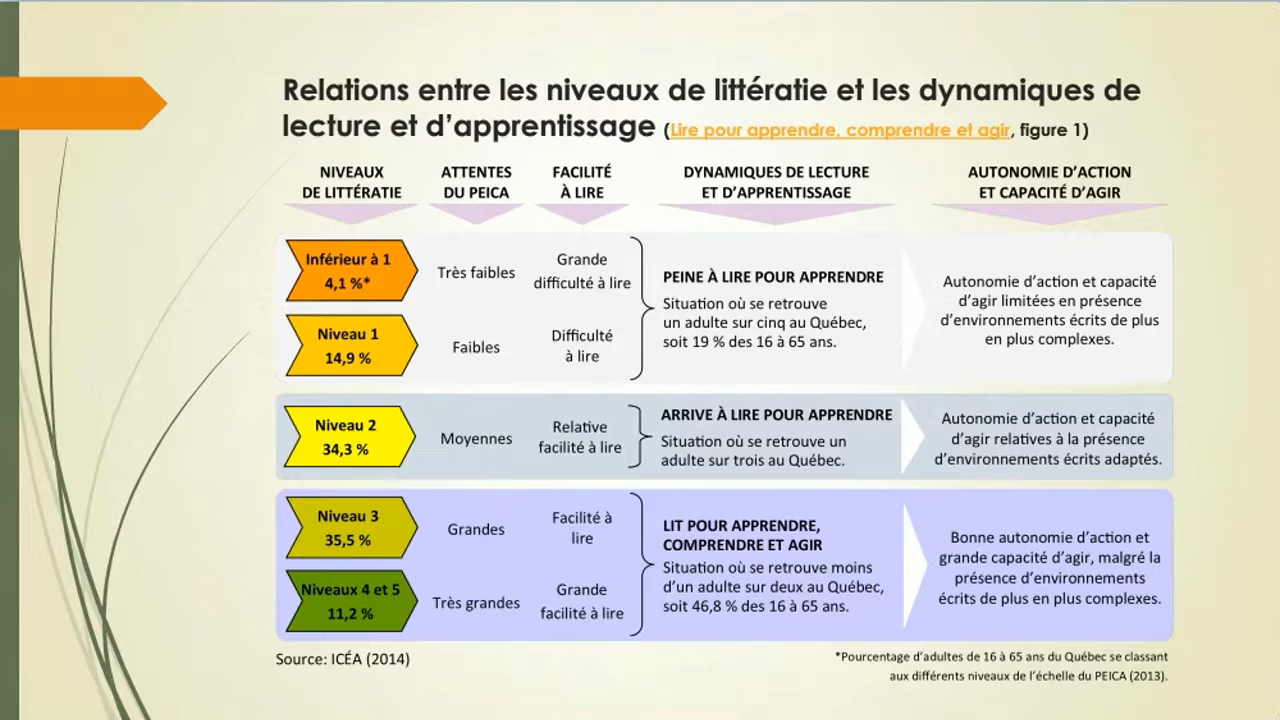 Relations entre les niveaux de littératie et les dynamiques de
lecture et d’apprentissage (Lire pour apprendre, comprendre et agir, figure 1)
NIVEAUX
DE LITTÉRATIE
ATTENTES
DU PEICA
FACILITÉ
À LIRE
DYNAMIQUES DE LECTURE
ET D’APPRENTISSAGE
AUTONOMIE D’ACTION
ET CAPACITÉ D’AGIR
Inférieur à 1
4,1 %*
Très faibles
Grande
difficulté à lire
Niveau 1
14,9 %
Faibles
Difficulté
à lire
PEINE À LIRE POUR APPRENDRE
Situation où se retrouve
un adulte sur cinq au Québec,
soit 19 % des 16 à 65 ans.
Autonomie d’action et capacité
d’agir limitées en présence
d’environnements écrits de plus
en plus complexes.
Niveau 2
34,3 %
Moyennes
Relative
facilité à lire
ARRIVE À LIRE POUR APPRENDRE
Situation où se retrouve un
adulte sur trois au Québec.
Autonomie d’action et capacité
d’agir relatives à la présence
d’environnements écrits adaptés.
Niveau 3
35,5 %
Grandes
Facilité à
lire
Niveaux 4 et 5
11,2 %
Très grandes
Grande
facilité à lire
LIT POUR APPRENDRE,
COMPRENDRE ET AGIR
Situation où se retrouve moins
d’un adulte sur deux au Québec,
soit 46,8 % des 16 à 65 ans.
Bonne autonomie d’action et
grande capacité d’agir, malgré la
présence d’environnements
écrits de plus en plus complexes.
Source: ICÉA (2014)
*Pourcentage d’adultes de 16 à 65 ans du Québec se classant
aux différents niveaux de l’échelle du PEICA (2013).